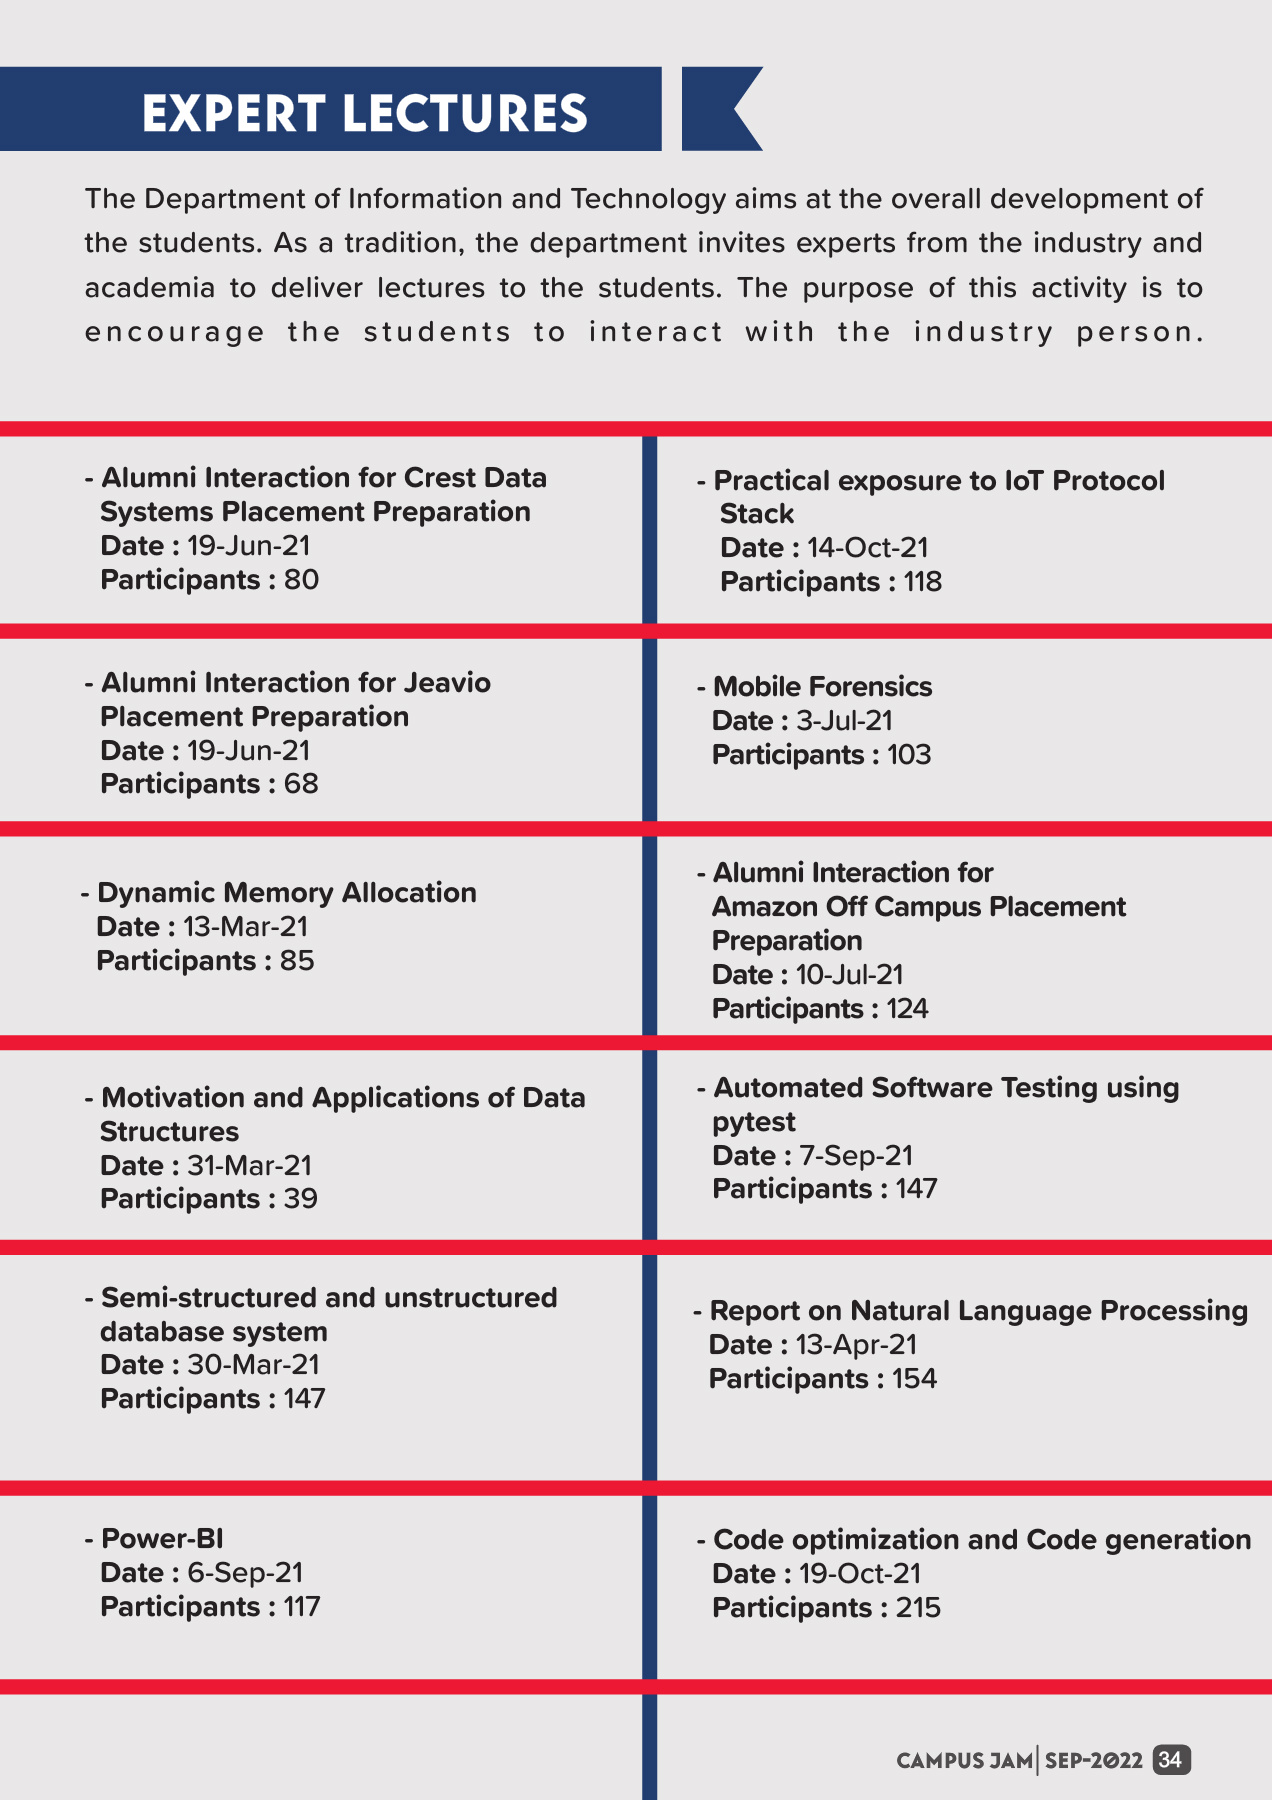 EXPERT LECTURES
The Department of Information and Technology aims at the overall development of
the students. As a tradition, the department invites experts from the industry and
academia to deliver lectures to the students. The purpose of this activity is to
encourage the students to interact with the industry person.
- Alumni Interaction for Crest Data
Systems Placement Preparation
Date : 19-Jun-21
Participants : 80
- Practical exposure to IoT Protocol
Stack
Date : 14-Oct-21
Participants : 118
- Alumni Interaction for Jeavio
Placement Preparation
Date : 19-Jun-21
Participants : 68
- Mobile Forensics
Date : 3-Jul-21
Participants : 103
- Dynamic Memory Allocation
Date : 13-Mar-21
Participants : 85
- Alumni Interaction for
Amazon Off Campus Placement
Preparation
Date : 10-Jul-21
Participants : 124
- Motivation and Applications of Data
Structures
Date : 31-Mar-21
Participants : 39
- Automated Software Testing using
pytest
Date : 7-Sep-21
Participants : 147
- Semi-structured and unstructured
database system
Date : 30-Mar-21
Participants : 147
- Report on Natural Language Processing
Date : 13-Apr-21
Participants : 154
- Power-BI
Date : 6-Sep-21
Participants : 117
- Code optimization and Code generation
Date : 19-Oct-21
Participants : 215
CAMPUS JAM| SEP-2022 34